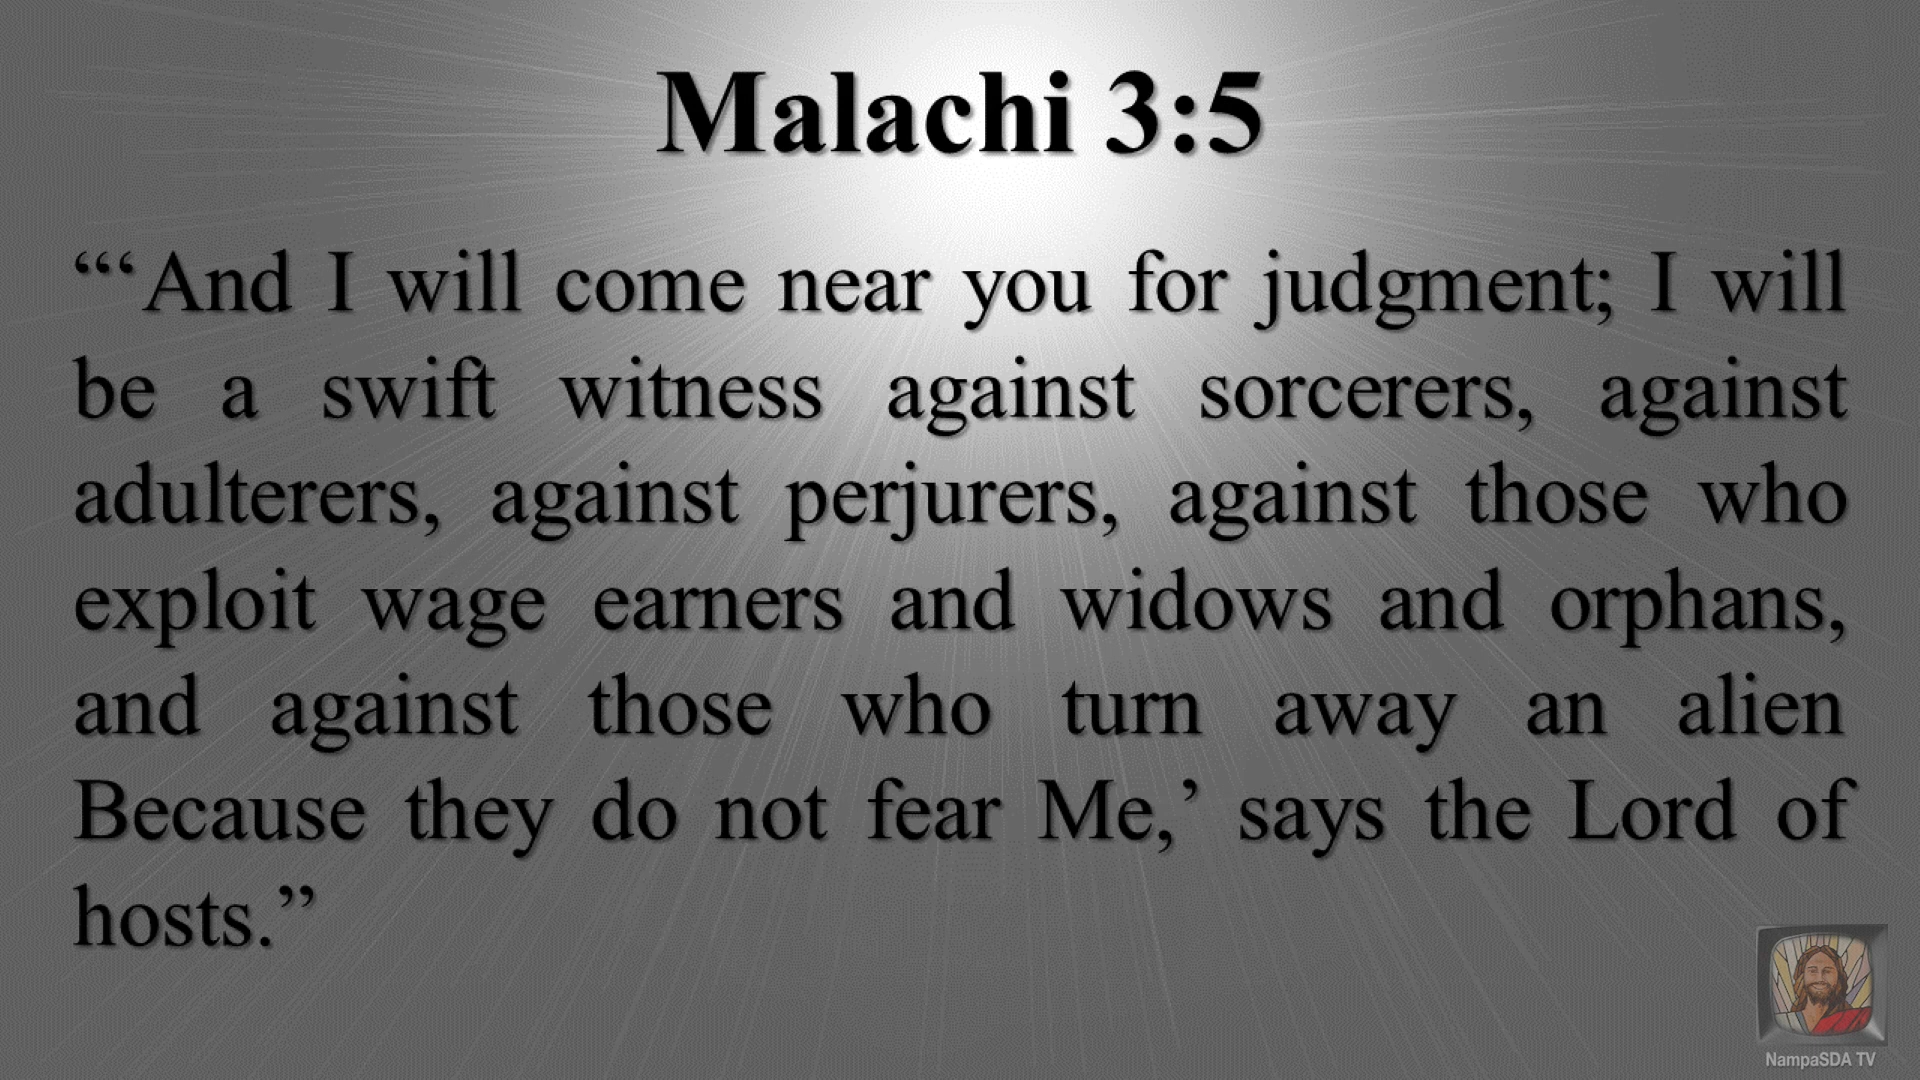 Malachi 3:5
“‘And I will come near you for judgment; I will
be a swift witness against sorcerers, against
adulterers, against perjurers, against those who
exploit wage earners and widows and orphans,
and against those who turn away an alien
Because they do not fear Me,’ says the Lord of
hosts.”
NampaSDA TV